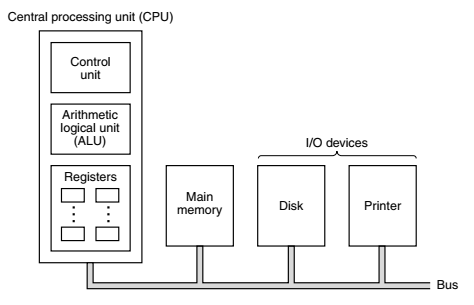 Central processing unit (CPU)
Control
unit
Arithmetic
logical unit
(ALU)
Registers
I/O devices
Main
memory
Disk
Printer
Bus